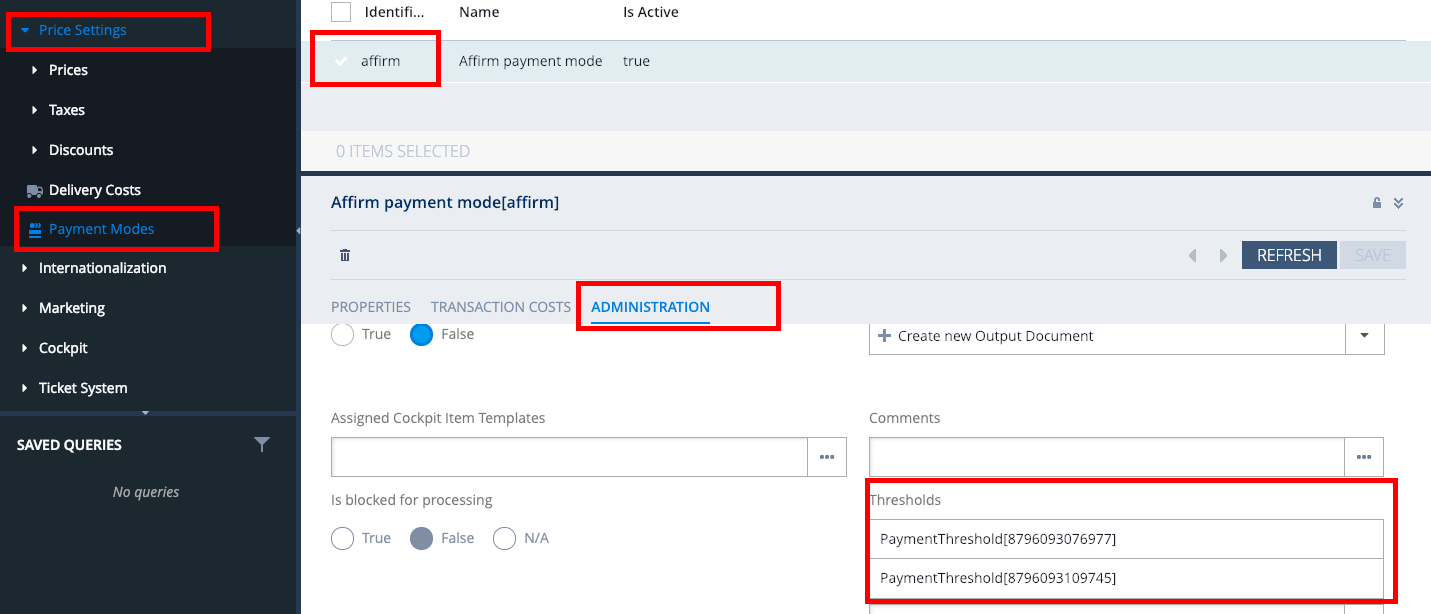 Price Settings
Prices
Taxes
Discounts
Delivery Costs
Payment Modes
Internationalization
Marketing
Cockpit
Ticket System
SAVED QUERIES
No queries
Identifi... Name Is Active
affirm Affirm payment mode true
0 ITEMS SELECTED
Affirm payment mode[affirm]
REFRESH SAVE
PROPERTIES TRANSACTION COSTS ADMINISTRATION
True False
Create new Output Document
Assigned Cockpit Item Templates
Comments
Is blocked for processing
True False N/A
Thresholds
PaymentThreshold[8796093076977]
PaymentThreshold[8796093109745]